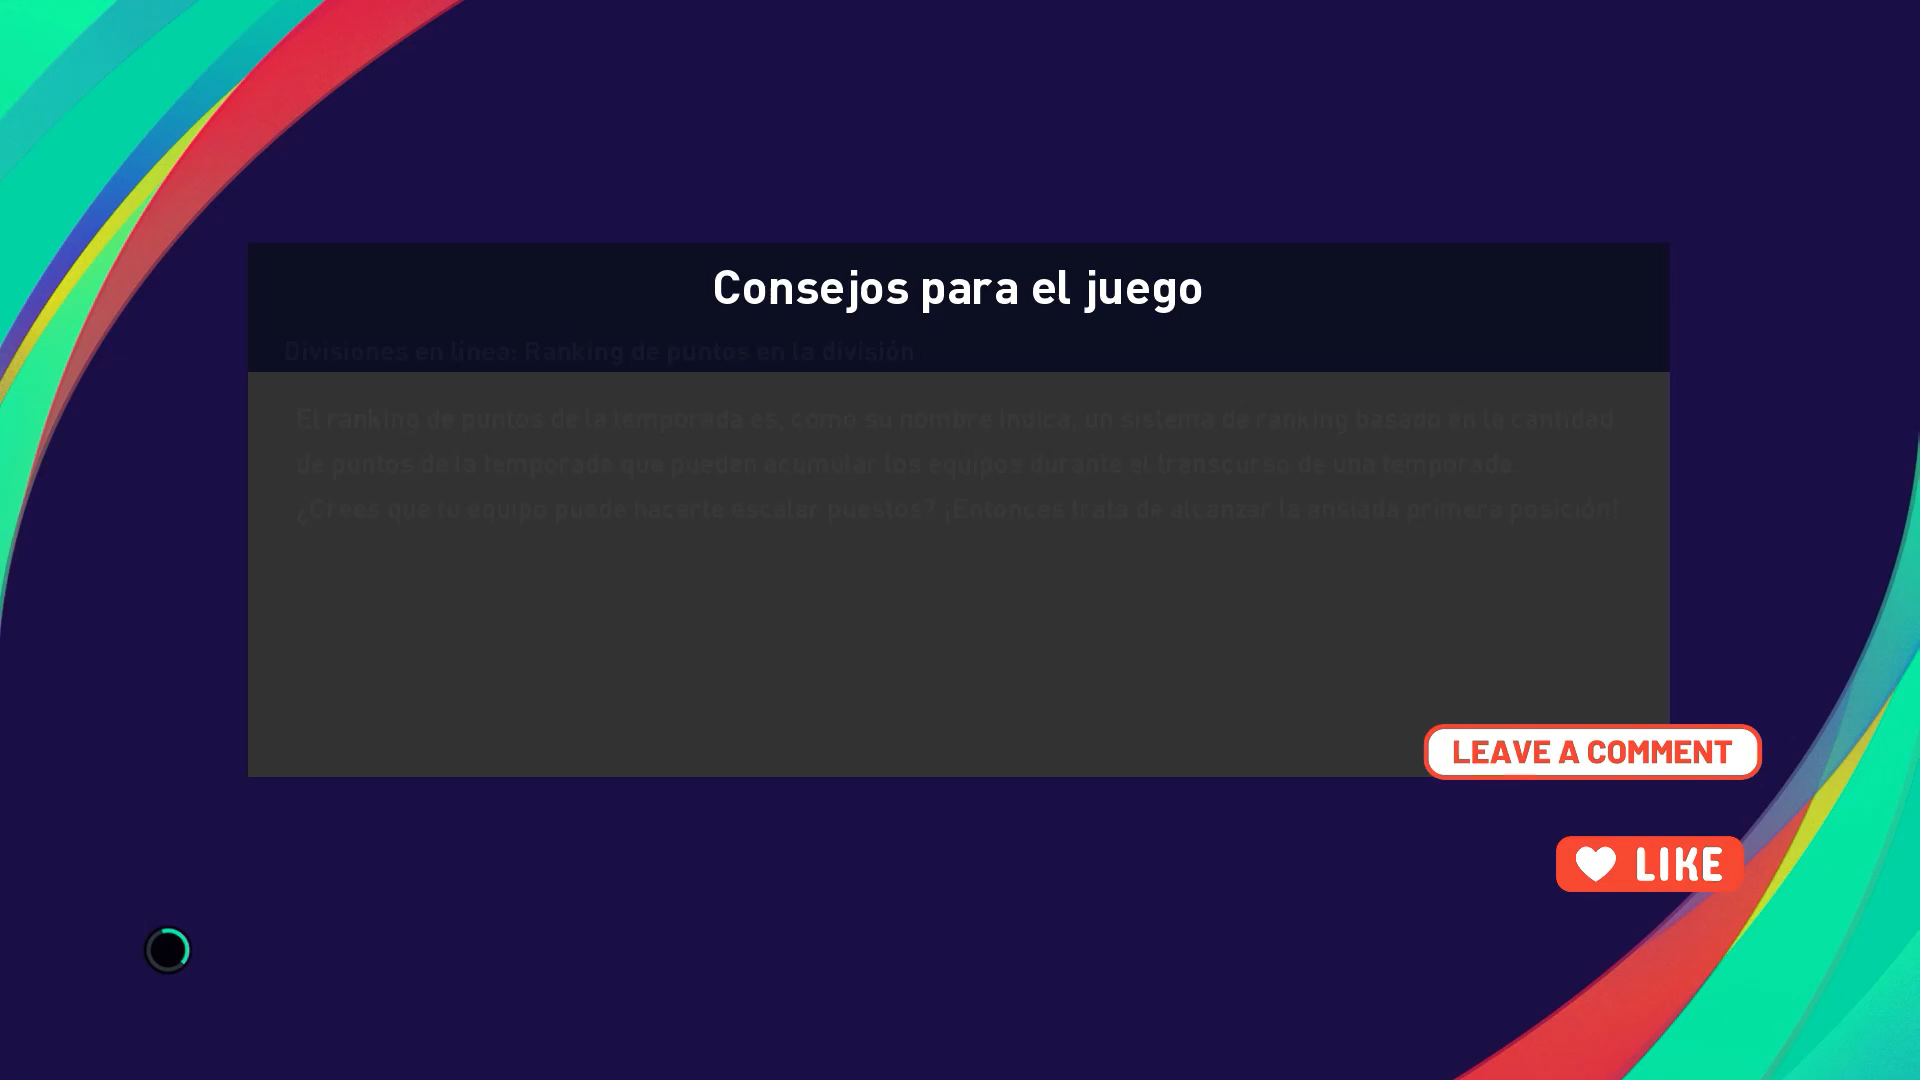 Consejos para el juego
Divisiones en línea: Ranking de puntos en la división
El ranking de puntos de la temporada es, como su nombre indica, un sistema de ranking basado en la cantidad
de puntos de la temporada que pueden acumular los equipos durante el transcurso de una temporada.
¿Crees que tu equipo puede hacerte escalar puestos? ¡Entonces trata de alcanzar la ansiada primera posición!
LEAVE A COMMENT
LIKE